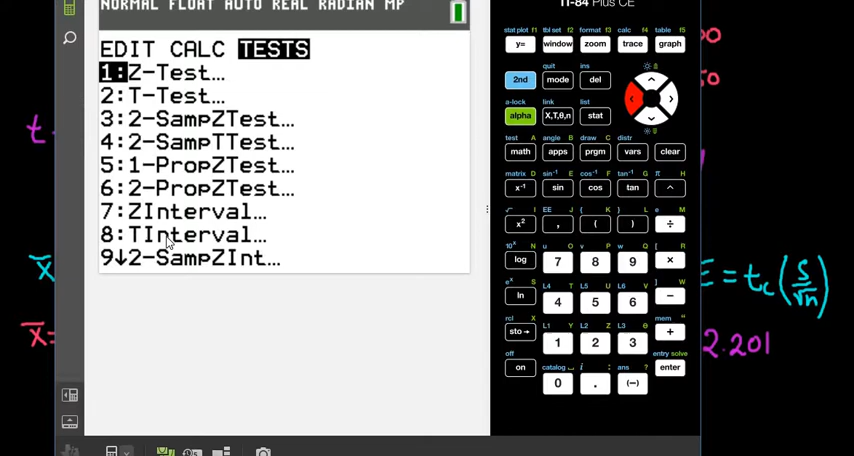 NORMAL FLOAT AUTO REAL RADIAN MP
EDIT CALC TESTS
1:Z-Test…
2:T-Test…
3:2-SampZTest…
4:2-SampTTest…
5:1-PropZTest…
6:2-PropZTest…
7:ZInterval…
8:TInterval…
9↓2-SampZInt…
TI-84 Plus CE
stat plot f1 tbl set f2 format f3 calc f4 table f5
y= window zoom trace graph
quit ins
2nd mode del
a-lock link list
alpha X,T,θ,n stat
test A angle B draw C distr
math apps prgm vars clear
matrix D sin⁻¹ E cos⁻¹ F tan⁻¹ G π H
x⁻¹ sin cos tan ^
√ I EE J { K } L e M
x² , ( ) ÷
10ˣ N u O v P w Q [ R
log 7 8 9 ×
eˣ S L4 T L5 U L6 V ] W
ln 4 5 6 −
rcl X L1 Y L2 Z L3 θ mem "
sto→ 1 2 3 +
off catalog ⎵ i : ans ? entry solve
on 0 . (−) enter
t
00
50
x̄
E = tc (s/√n)
x̄ =
2.201